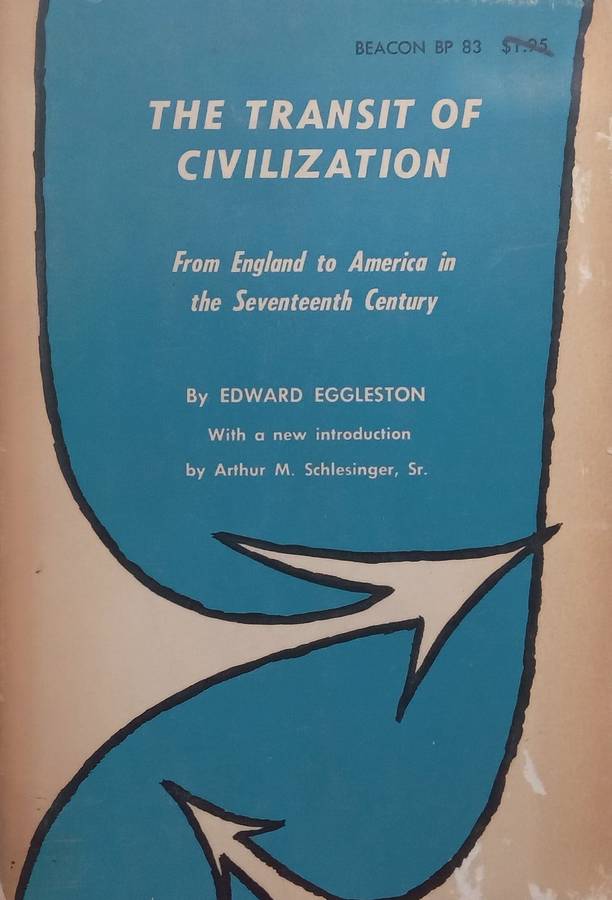 BEACON BP 83 $1.95
THE TRANSIT OF
CIVILIZATION
From England to America in
the Seventeenth Century
By EDWARD EGGLESTON
With a new introduction
by Arthur M. Schlesinger, Sr.